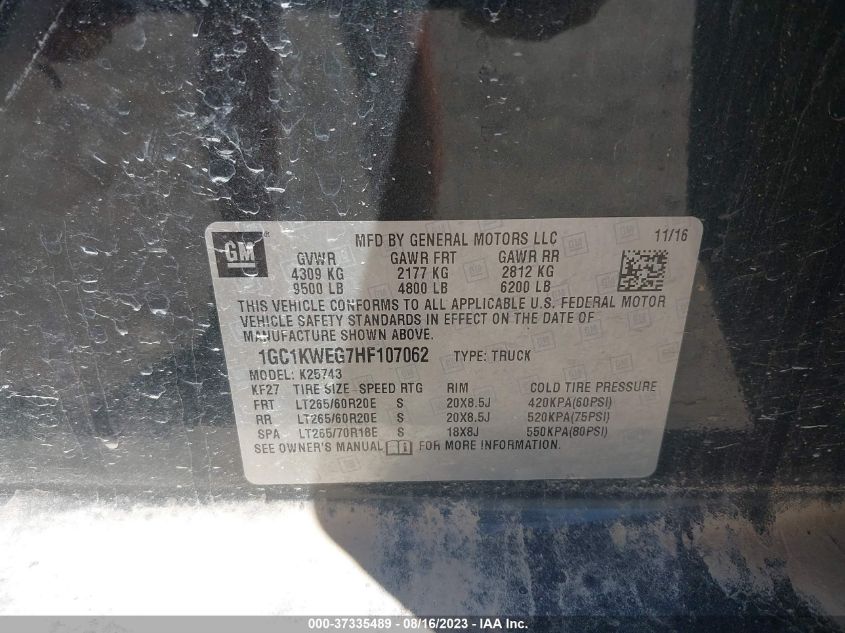 GM
MFD BY GENERAL MOTORS LLC 11/16
GVWR GAWR FRT GAWR RR
4309 KG 2177 KG 2812 KG
9500 LB 4800 LB 6200 LB
THIS VEHICLE CONFORMS TO ALL APPLICABLE U.S. FEDERAL MOTOR
VEHICLE SAFETY STANDARDS IN EFFECT ON THE DATE OF
MANUFACTURE SHOWN ABOVE.
1GC1KWEG7HF107062 TYPE: TRUCK
MODEL: K25743
KF27 TIRE SIZE SPEED RTG RIM COLD TIRE PRESSURE
FRT LT265/60R20E S 20X8.5J 420KPA(60PSI)
RR LT265/60R20E S 20X8.5J 520KPA(75PSI)
SPA LT265/70R18E S 18X8J 550KPA(80PSI)
SEE OWNER'S MANUAL FOR MORE INFORMATION.
000-37335489 - 08/16/2023 - IAA, Inc.